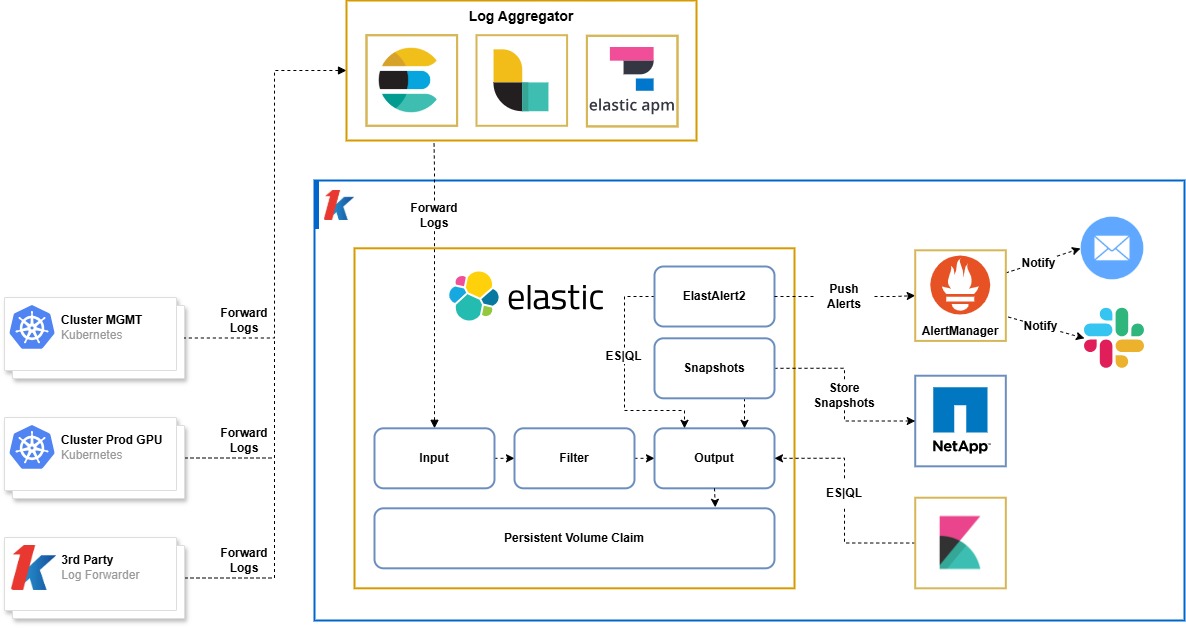 Log Aggregator
elastic apm
Forward
Logs
elastic
ElastAlert2
Push
Alerts
AlertManager
Notify
Notify
Cluster MGMT
Kubernetes
Forward
Logs
ES|QL
Snapshots
Store
Snapshots
NetApp
Cluster Prod GPU
Kubernetes
Forward
Logs
Input
Filter
Output
ES|QL
Persistent Volume Claim
1k
3rd Party
Log Forwarder
Forward
Logs
1k